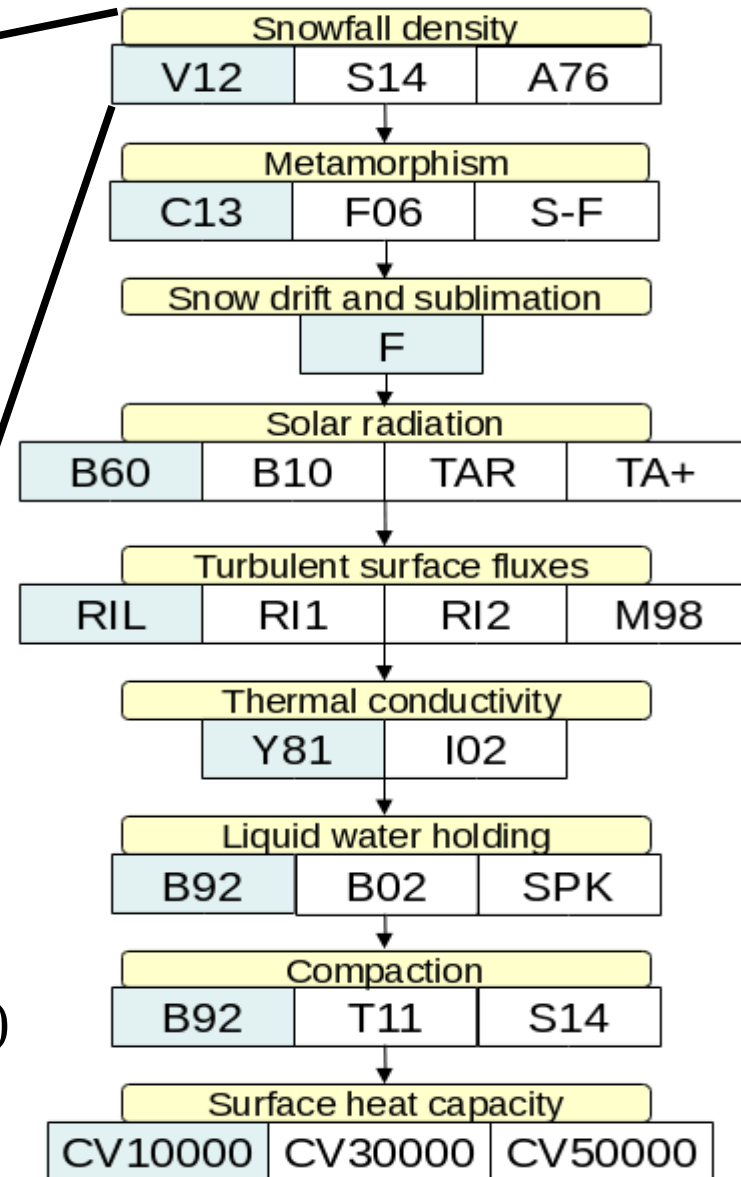 Snowfall density
V12 S14 A76
Metamorphism
C13 F06 S-F
Snow drift and sublimation
F
Solar radiation
B60 B10 TAR TA+
Turbulent surface fluxes
RIL RI1 RI2 M98
Thermal conductivity
Y81 I02
Liquid water holding
B92 B02 SPK
Compaction
)
B92 T11 S14
Surface heat capacity
CV10000 CV30000 CV50000